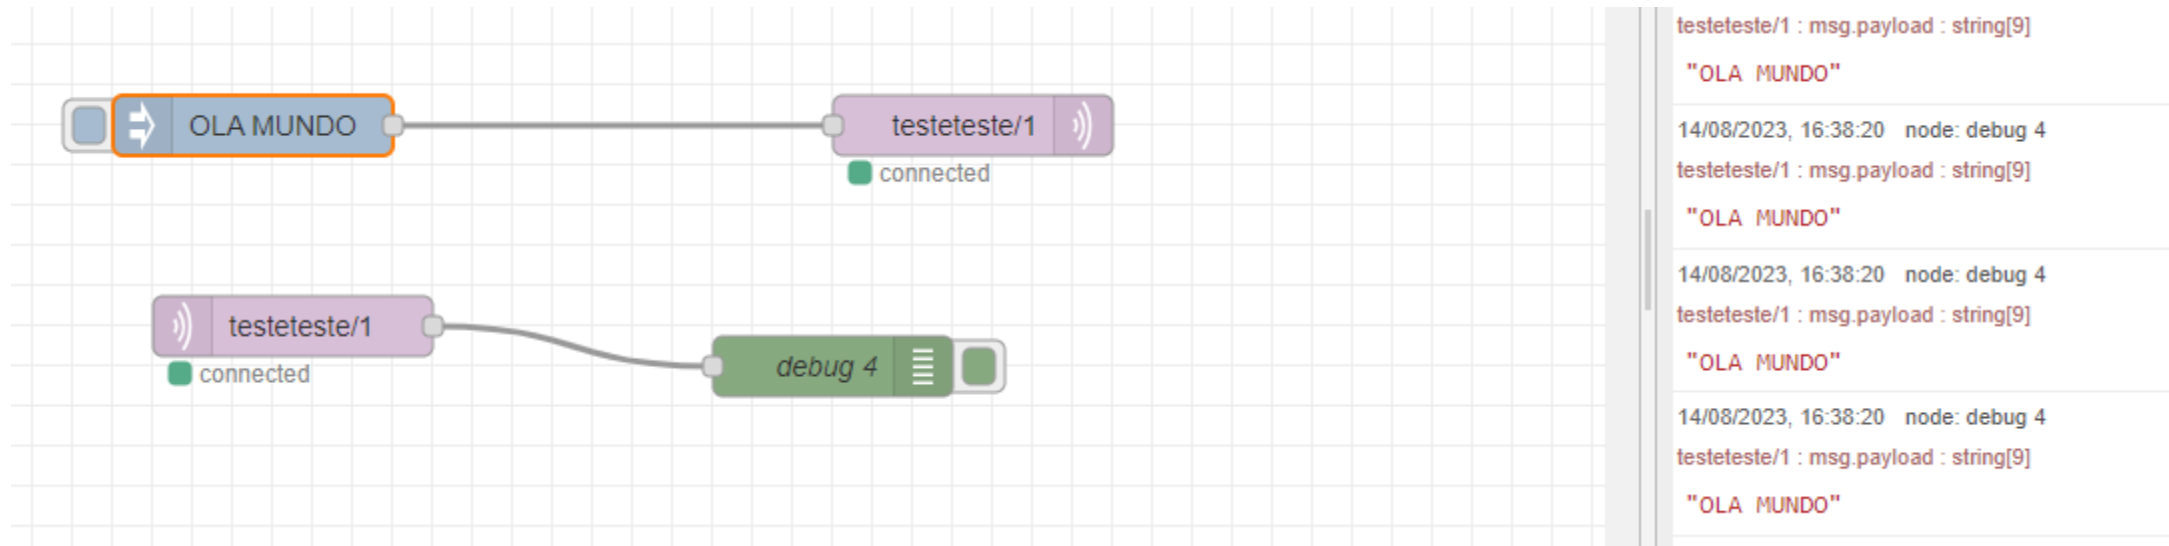 OLA MUNDO
testeteste/1
connected
testeteste/1
connected
debug 4
testeteste/1 : msg.payload : string[9]
"OLA MUNDO"
14/08/2023, 16:38:20 node: debug 4
testeteste/1 : msg.payload : string[9]
"OLA MUNDO"
14/08/2023, 16:38:20 node: debug 4
testeteste/1 : msg.payload : string[9]
"OLA MUNDO"
14/08/2023, 16:38:20 node: debug 4
testeteste/1 : msg.payload : string[9]
"OLA MUNDO"